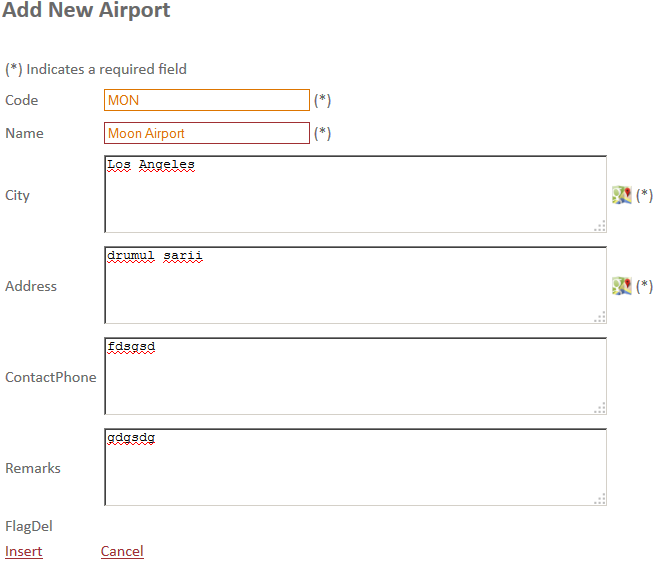 Add New Airport
(*) Indicates a required field
Code MON (*)
Name Moon Airport (*)
City Los Angeles (*)
Address drumul sarii (*)
ContactPhone fdsgsd
Remarks gdgsdg
FlagDel
Insert Cancel